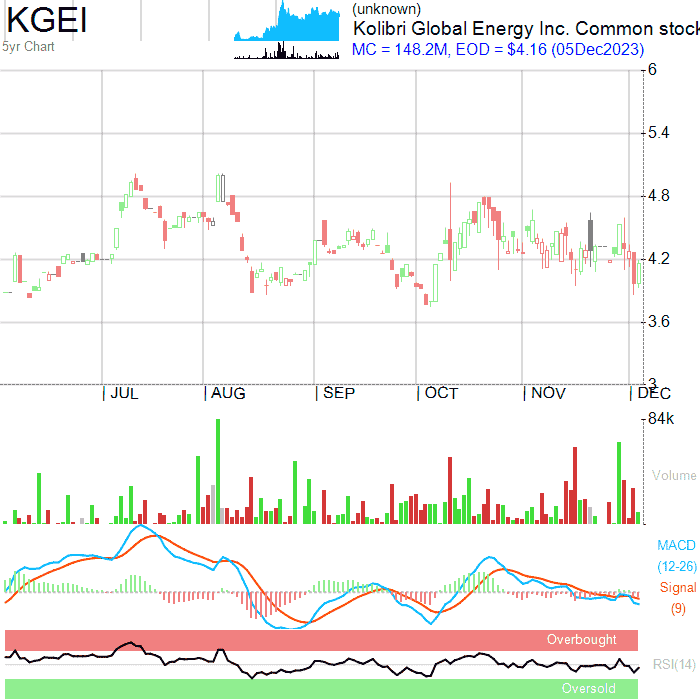 KGEI
5yr Chart
(unknown)
Kolibri Global Energy Inc. Common stock
MC = 148.2M, EOD = $4.16 (05Dec2023)
6
5.4
4.8
4.2
3.6
3
| JUL | AUG | SEP | OCT | NOV | DEC
84k
Volume
MACD
(12-26)
Signal
(9)
Overbought
RSI(14)
Oversold